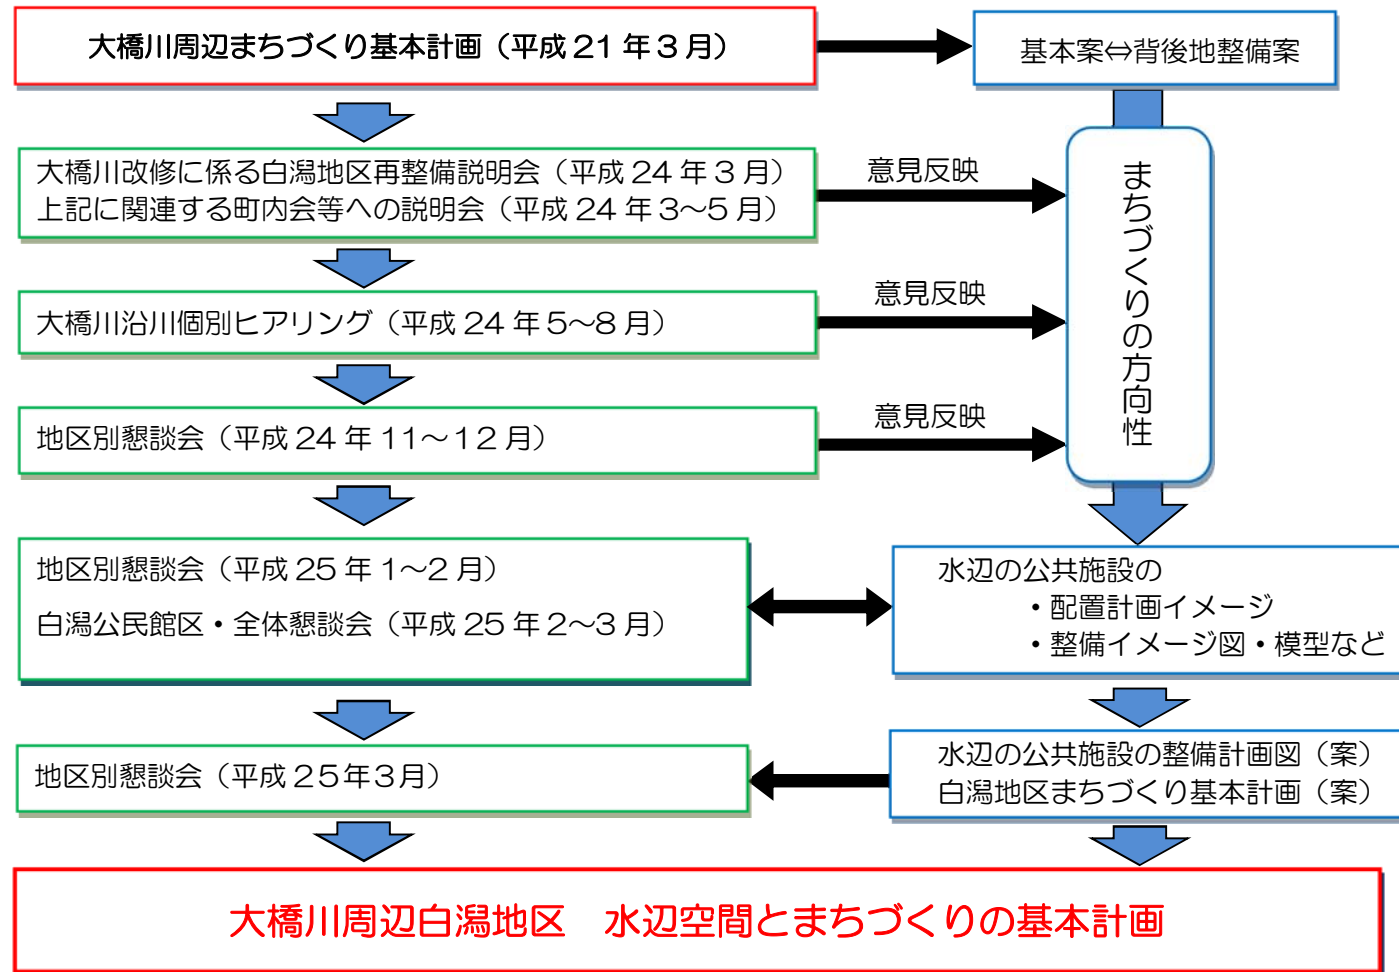 大橋川周辺まちづくり基本計画（平成21年3月）
基本案⇔背後地整備案
大橋川改修に係る白潟地区再整備説明会（平成24年3月）
上記に関連する町内会等への説明会（平成24年3～5月）
意見反映
まちづくりの方向性
大橋川沿川個別ヒアリング（平成24年5～8月）
意見反映
地区別懇談会（平成24年11～12月）
意見反映
地区別懇談会（平成25年1～2月）
白潟公民館区・全体懇談会（平成25年2～3月）
水辺の公共施設の
・配置計画イメージ
・整備イメージ図・模型など
地区別懇談会（平成25年3月）
水辺の公共施設の整備計画図（案）
白潟地区まちづくり基本計画（案）
大橋川周辺白潟地区　水辺空間とまちづくりの基本計画